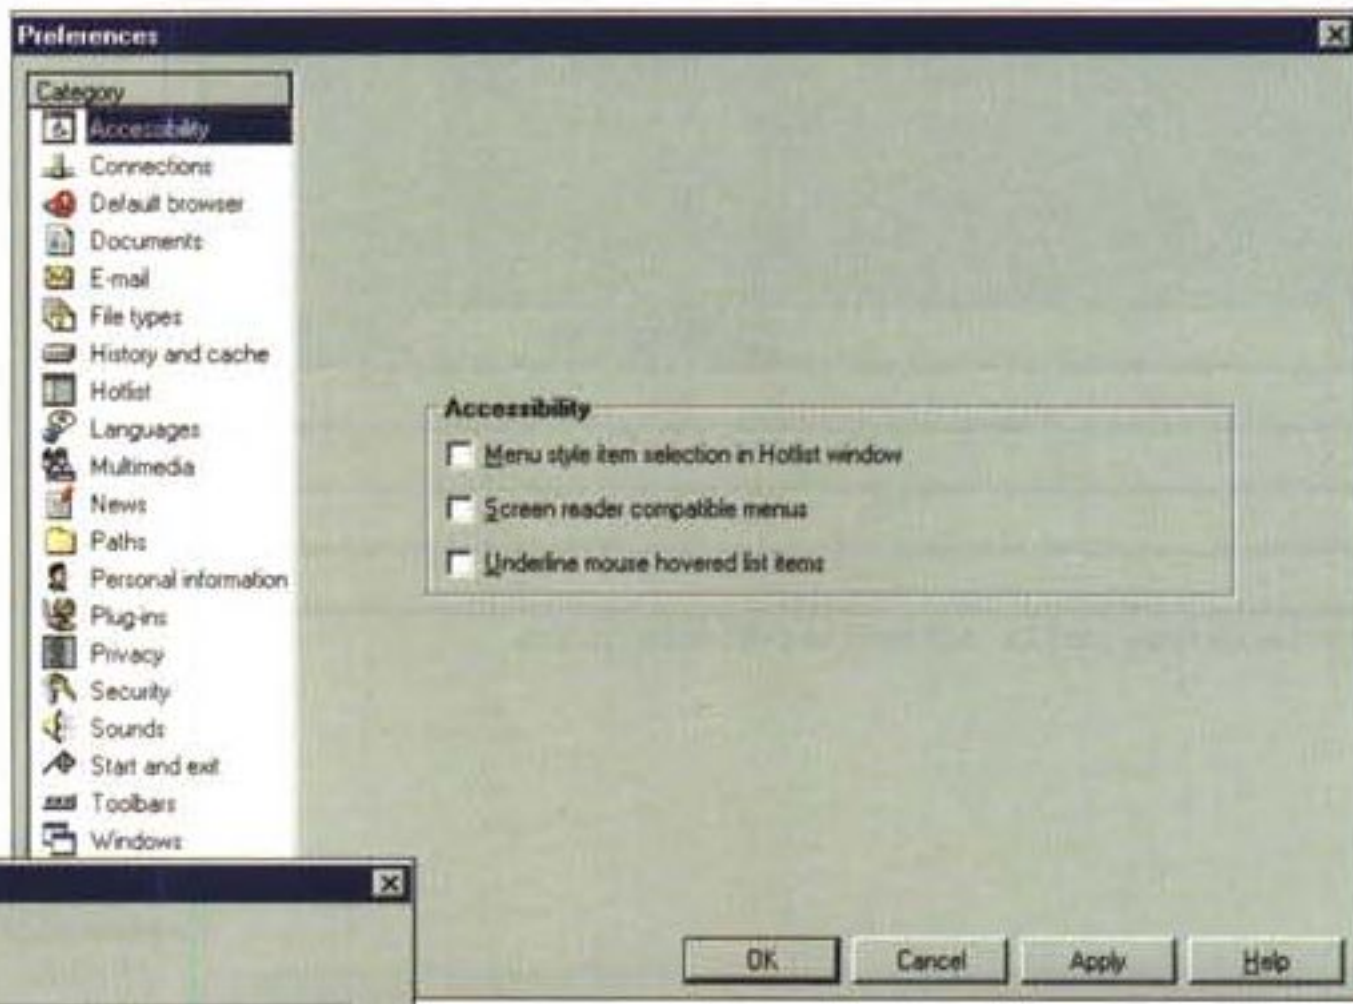 Preferences
Category
Accessibility
Connections
Default browser
Documents
E-mail
File types
History and cache
Hotlist
Languages
Multimedia
News
Paths
Personal information
Plug-ins
Privacy
Security
Sounds
Start and exit
Toolbars
Windows
Accessibility
Menu style item selection in Hotlist window
Screen reader compatible menus
Underline mouse hovered list items
OK Cancel Apply Help